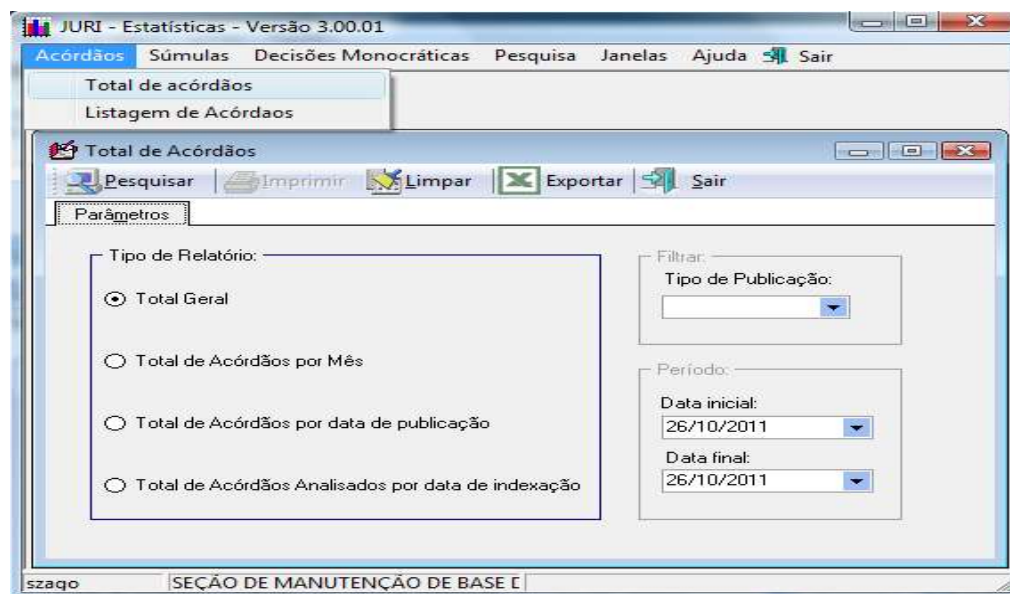 JURI - Estatísticas - Versão 3.00.01
Acórdãos Súmulas Decisões Monocráticas Pesquisa Janelas Ajuda Sair
Total de acórdãos
Listagem de Acórdaos
Total de Acórdãos
Pesquisar Imprimir Limpar Exportar Sair
Parâmetros
Tipo de Relatório:
Total Geral
Total de Acórdãos por Mês
Total de Acórdãos por data de publicação
Total de Acórdãos Analisados por data de indexação
Filtrar:
Tipo de Publicação:
Período:
Data inicial:
26/10/2011
Data final:
26/10/2011
szago SEÇÃO DE MANUTENÇÃO DE BASE D